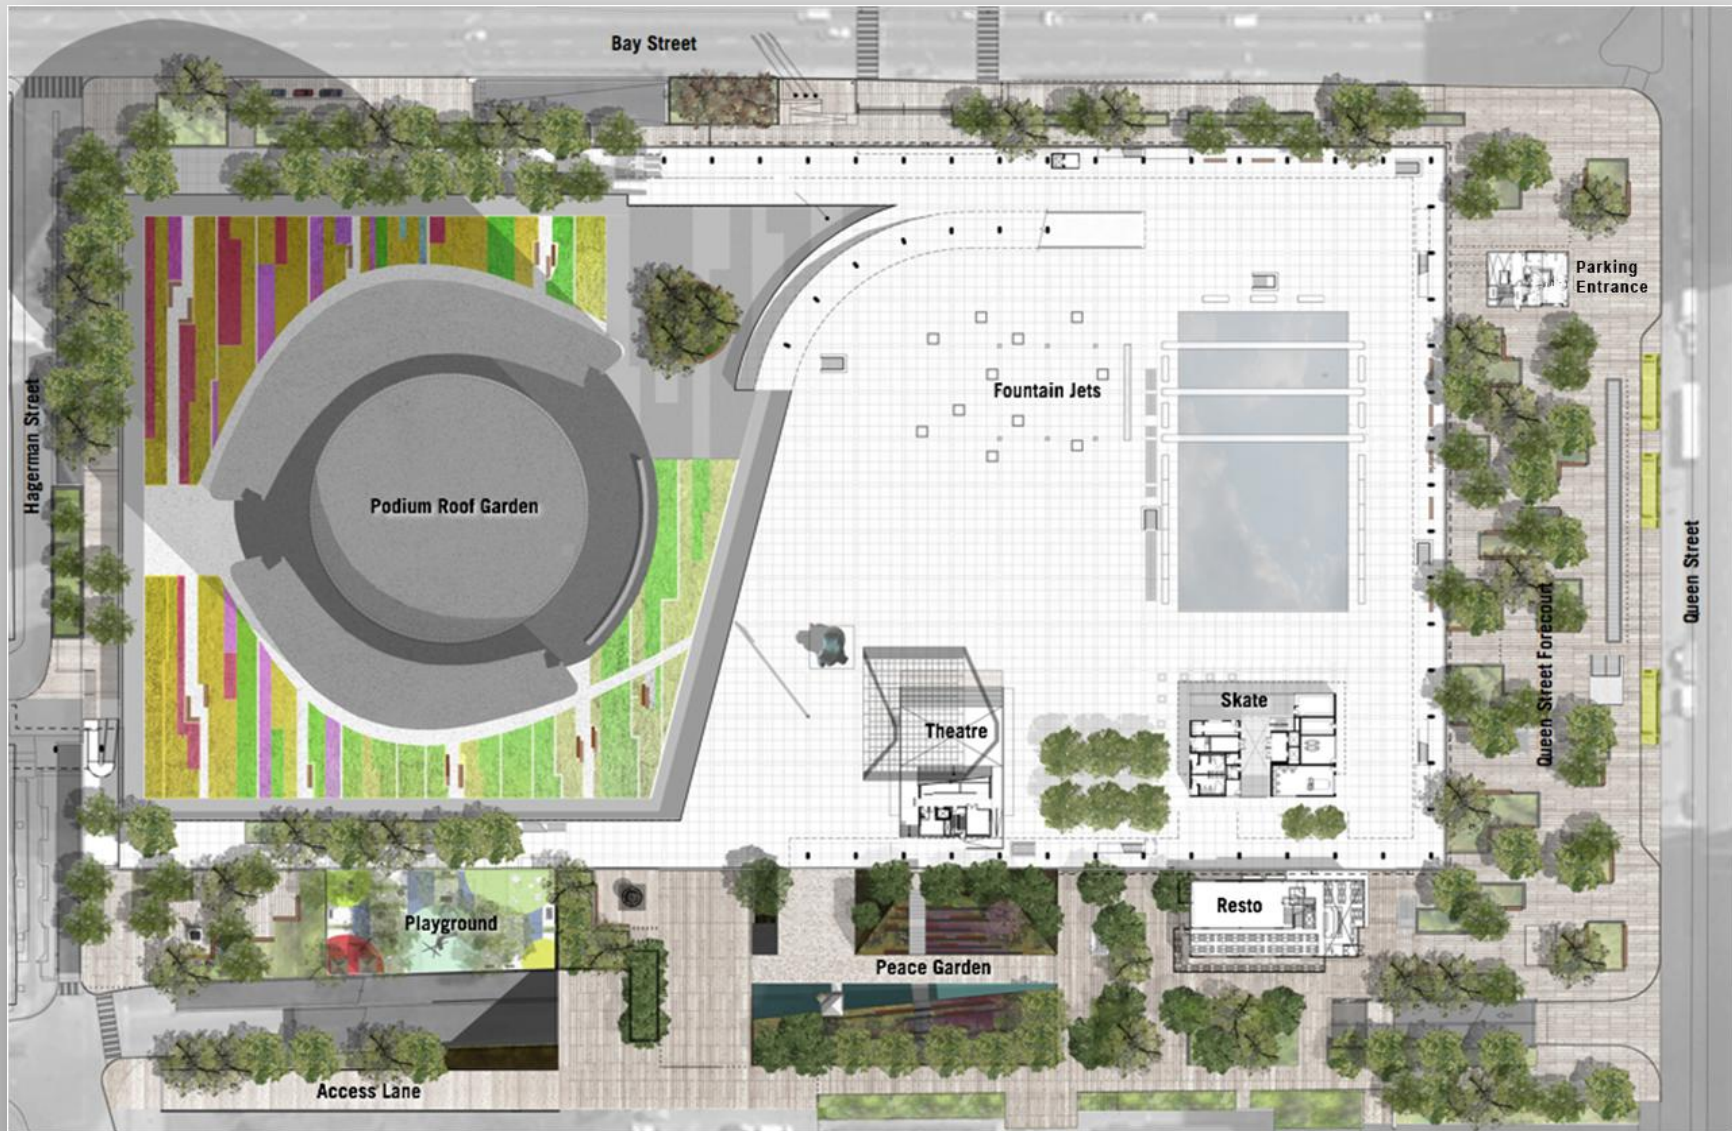 Bay Street
Parking
Entrance
Fountain Jets
Hagerman Street
Podium Roof Garden
Queen Street
Queen Street Forecourt
Skate
Theatre
Resto
Playground
Peace Garden
Access Lane